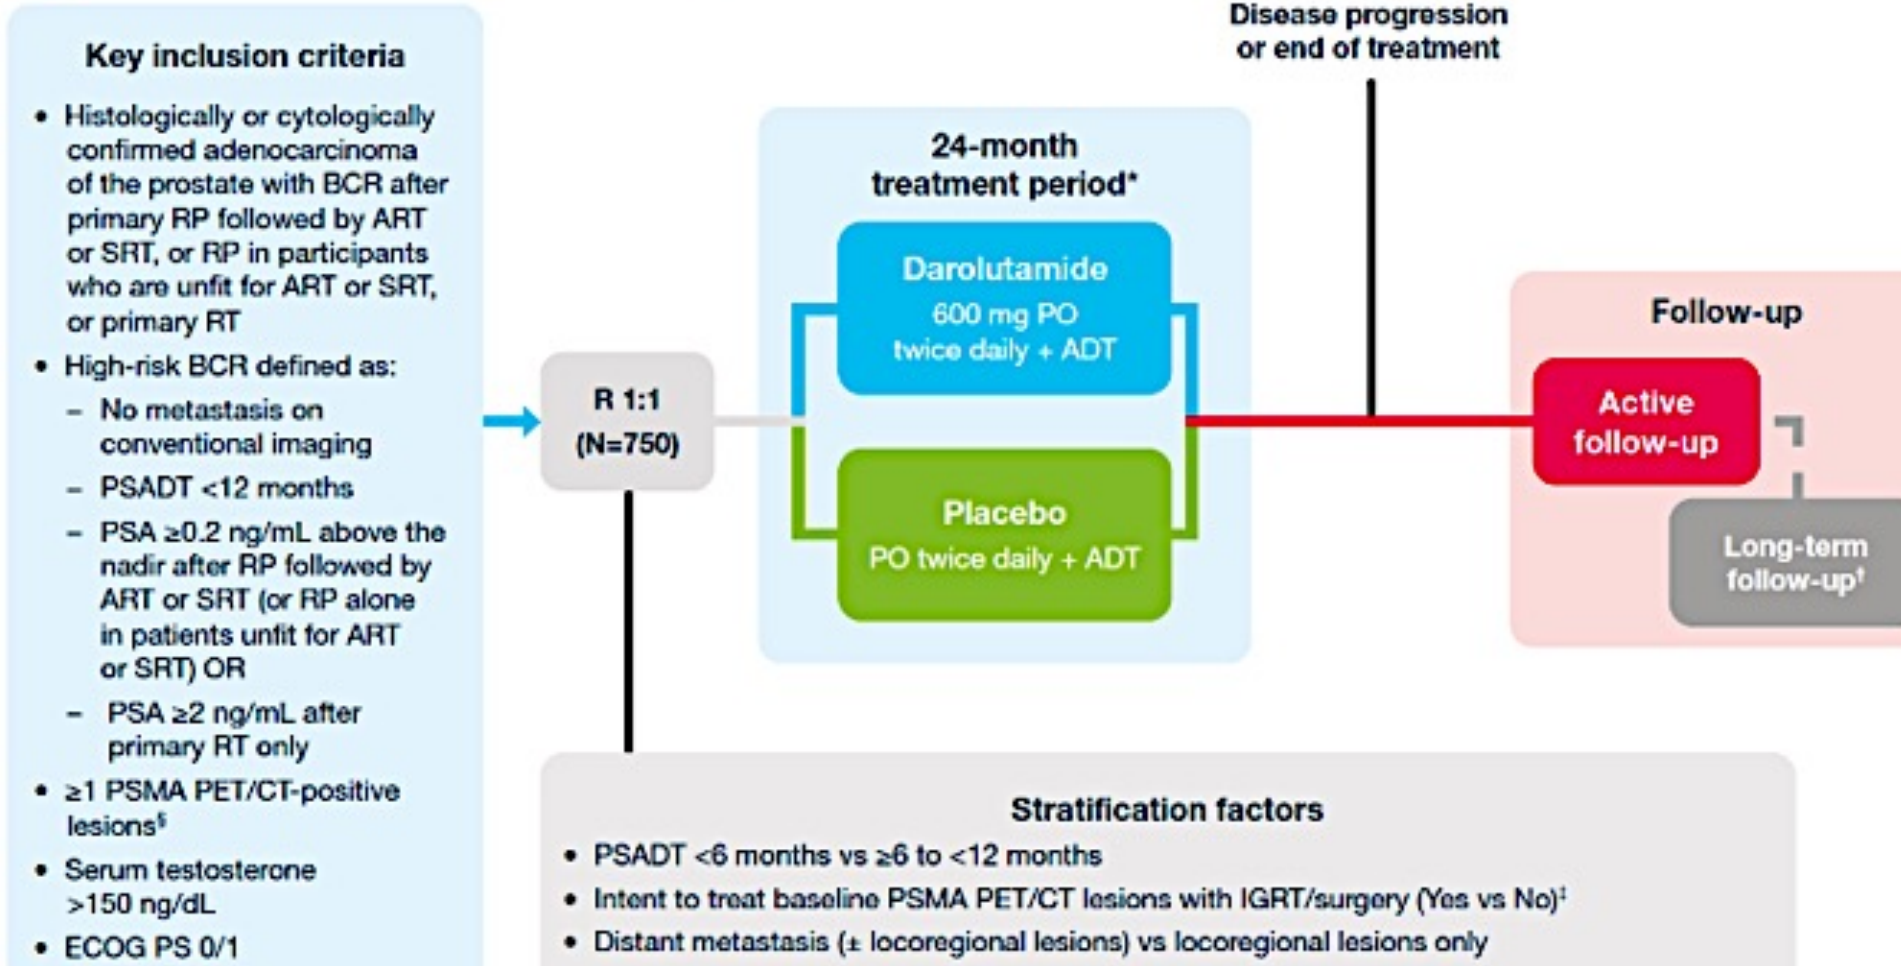 Key inclusion criteria
• Histologically or cytologically
confirmed adenocarcinoma
of the prostate with BCR after
primary RP followed by ART
or SRT, or RP in participants
who are unfit for ART or SRT,
or primary RT
• High-risk BCR defined as:
– No metastasis on
conventional imaging
– PSADT <12 months
– PSA ≥0.2 ng/mL above the
nadir after RP followed by
ART or SRT (or RP alone
in patients unfit for ART
or SRT) OR
– PSA ≥2 ng/mL after
primary RT only
• ≥1 PSMA PET/CT-positive
lesions§
• Serum testosterone
>150 ng/dL
• ECOG PS 0/1
R 1:1
(N=750)
24-month
treatment period*
Darolutamide
600 mg PO
twice daily + ADT
Placebo
PO twice daily + ADT
Disease progression
or end of treatment
Follow-up
Active
follow-up
Long-term
follow-up†
Stratification factors
• PSADT <6 months vs ≥6 to <12 months
• Intent to treat baseline PSMA PET/CT lesions with IGRT/surgery (Yes vs No)‡
• Distant metastasis (± locoregional lesions) vs locoregional lesions only